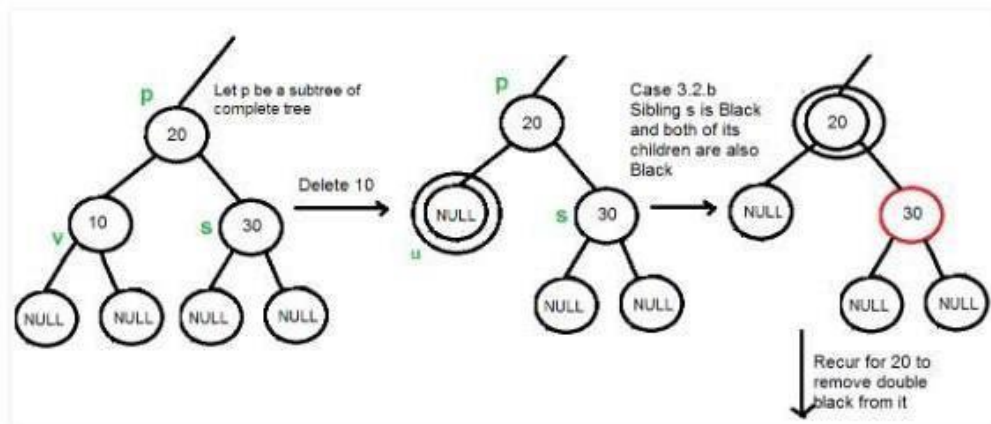 p
Let p be a subtree of
complete tree
20
10
v
s
30
NULL
NULL
NULL
NULL
Delete 10
p
20
NULL
u
s
30
NULL
NULL
Case 3.2.b
Sibling s is Black
and both of its
children are also
Black
20
NULL
30
NULL
NULL
Recur for 20 to
remove double
black from it